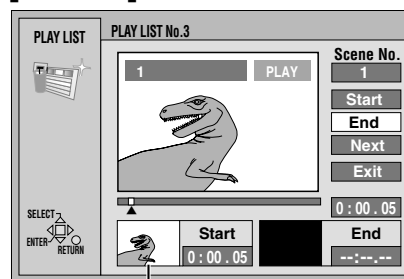 PLAY LIST
PLAY LIST No.3
1 PLAY
Scene No.
1
Start
End
Next
Exit
0 : 00 . 05
SELECT
ENTER
RETURN
Start
0 : 00 . 05
End
--:--.--